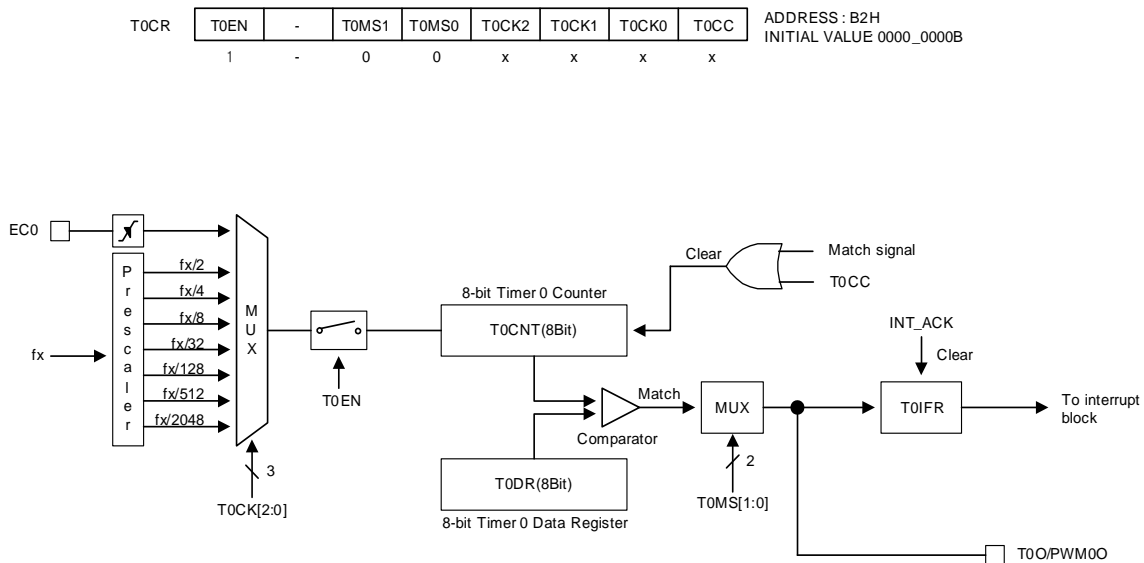 T0CR T0EN - T0MS1 T0MS0 T0CK2 T0CK1 T0CK0 T0CC
ADDRESS : B2H
INITIAL VALUE 0000_0000B
1 - 0 0 x x x x
EC0
fx
Prescaler
fx/2
fx/4
fx/8
fx/32
fx/128
fx/512
fx/2048
MUX
3
T0CK[2:0]
T0EN
8-bit Timer 0 Counter
T0CNT(8Bit)
Clear
Match signal
T0CC
Comparator
Match
T0DR(8Bit)
8-bit Timer 0 Data Register
MUX
2
T0MS[1:0]
INT_ACK
Clear
T0IFR
To interrupt
block
T0O/PWM0O